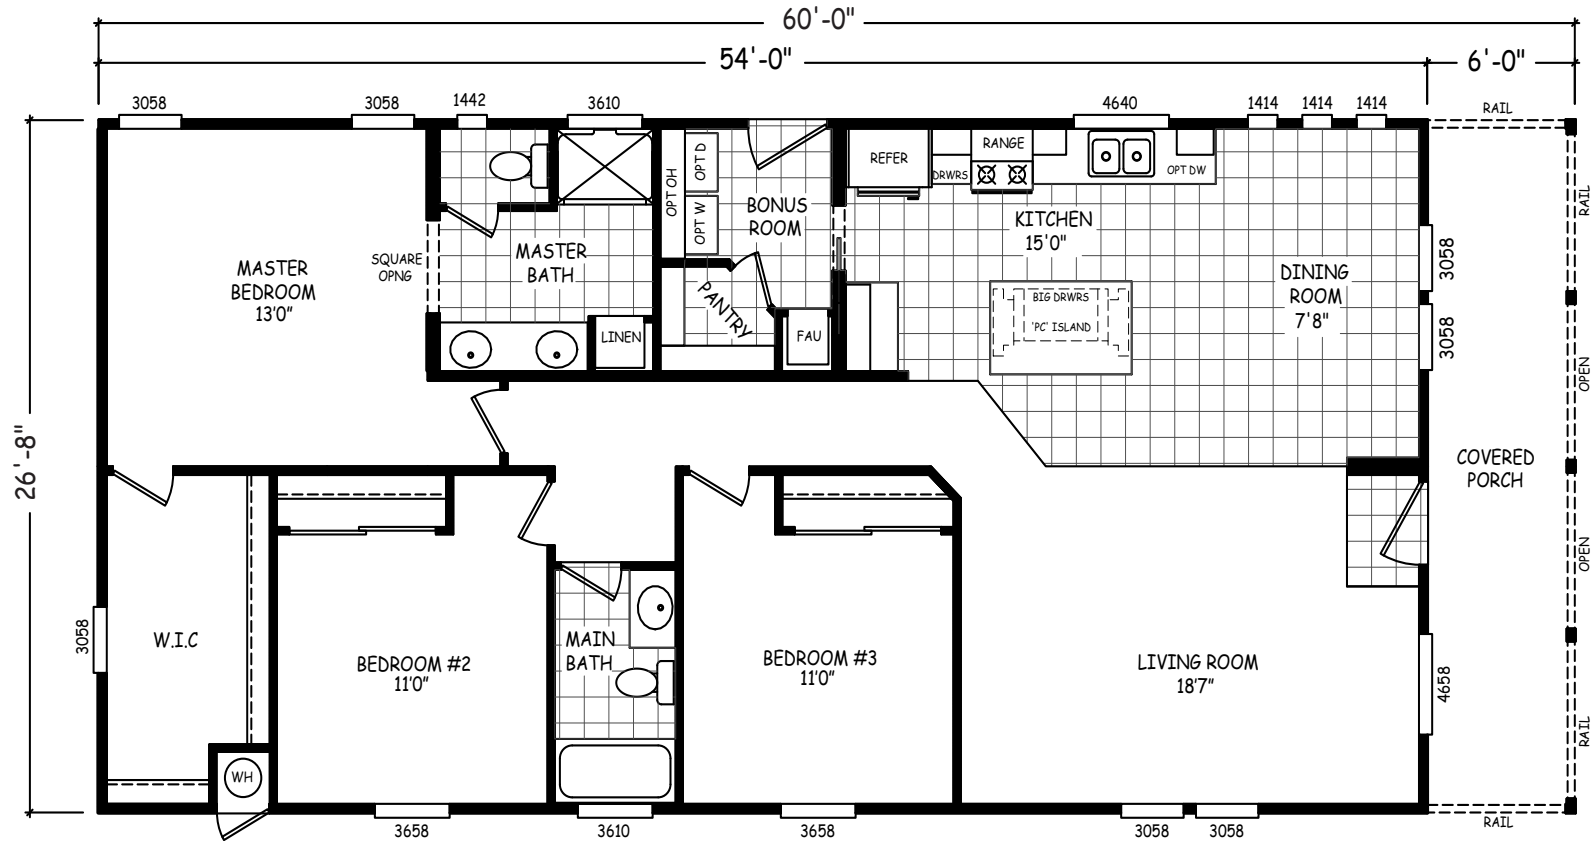 60'-0"
54'-0"
6'-0"
3058
3058
1442
3610
4640
1414
1414
1414
RAIL
26'-8"
MASTER
BEDROOM
13'0"
SQUARE
OPNG
MASTER
BATH
LINEN
OPT OH
OPT D
OPT W
BONUS
ROOM
PANTRY
FAU
REFER
DRWRS
RANGE
OPT DW
KITCHEN
15'0"
BIG DRWRS
'PC' ISLAND
DINING
ROOM
7'8"
3058
3058
RAIL
OPEN
COVERED
PORCH
OPEN
RAIL
3058
W.I.C
WH
BEDROOM #2
11'0"
MAIN
BATH
BEDROOM #3
11'0"
LIVING ROOM
18'7"
4658
3658
3610
3658
3058
3058
RAIL